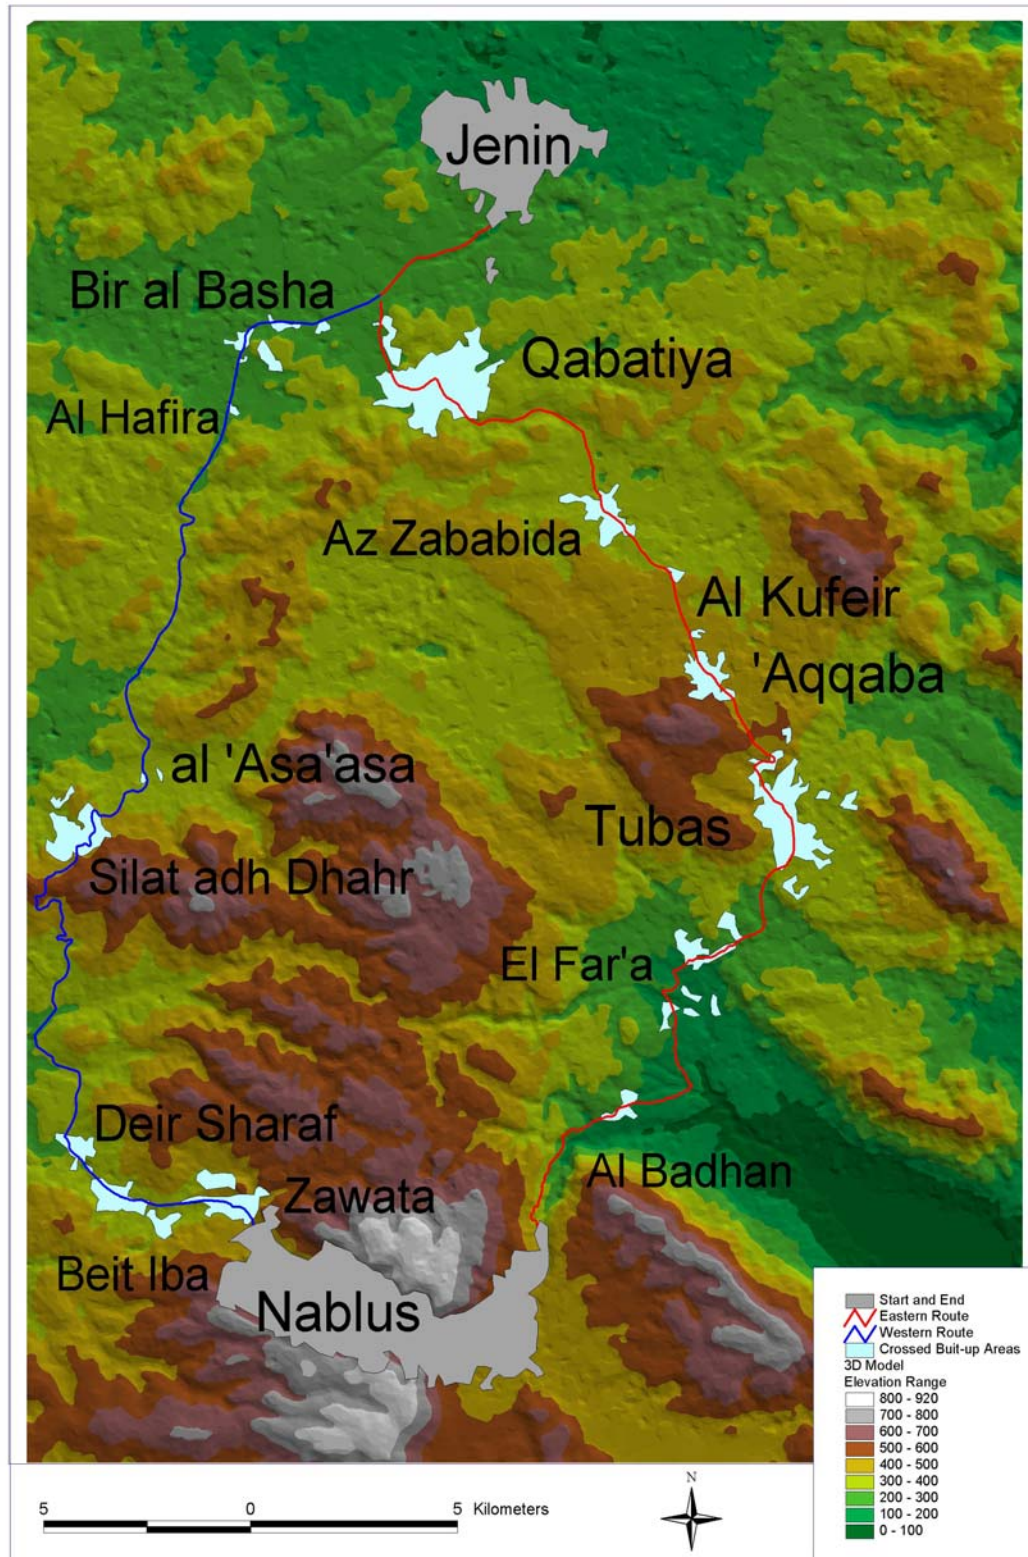 Jenin
Bir al Basha
Qabatiya
Al Hafira
Az Zababida
Al Kufeir
'Aqqaba
al 'Asa'asa
Tubas
Silat adh Dhahr
El Far'a
Deir Sharaf
Al Badhan
Zawata
Beit Iba
Nablus
Start and End
Eastern Route
Western Route
Crossed Buit-up Areas
3D Model
Elevation Range
800 - 920
700 - 800
600 - 700
500 - 600
400 - 500
300 - 400
200 - 300
100 - 200
0 - 100
N
5 0 5 Kilometers